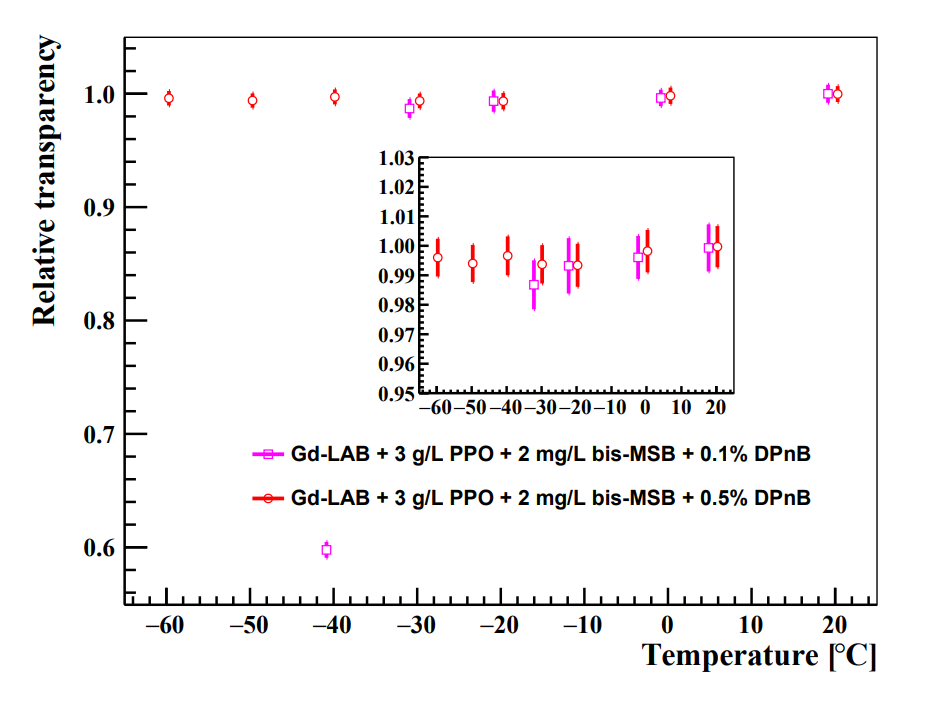 Relative transparency
1.0
0.9
0.8
0.7
0.6
1.03
1.02
1.01
1.00
0.99
0.98
0.97
0.96
0.95
−60 −50 −40 −30 −20 −10 0 10 20
Gd-LAB + 3 g/L PPO + 2 mg/L bis-MSB + 0.1% DPnB
Gd-LAB + 3 g/L PPO + 2 mg/L bis-MSB + 0.5% DPnB
−60 −50 −40 −30 −20 −10 0 10 20
Temperature [°C]